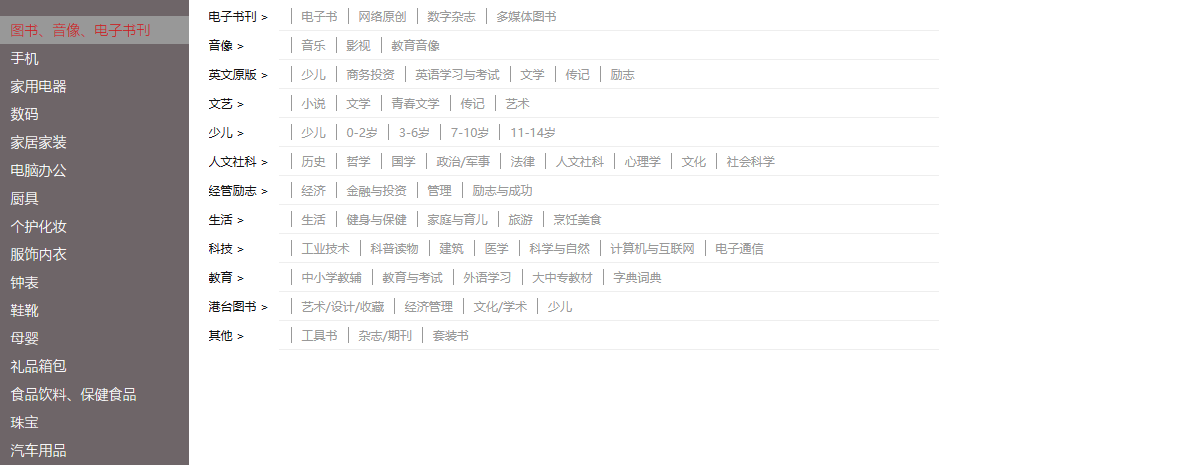 图书、音像、电子书刊
手机
家用电器
数码
家居家装
电脑办公
厨具
个护化妆
服饰内衣
钟表
鞋靴
母婴
礼品箱包
食品饮料、保健食品
珠宝
汽车用品
电子书刊 > | 电子书 | 网络原创 | 数字杂志 | 多媒体图书
音像 > | 音乐 | 影视 | 教育音像
英文原版 > | 少儿 | 商务投资 | 英语学习与考试 | 文学 | 传记 | 励志
文艺 > | 小说 | 文学 | 青春文学 | 传记 | 艺术
少儿 > | 少儿 | 0-2岁 | 3-6岁 | 7-10岁 | 11-14岁
人文社科 > | 历史 | 哲学 | 国学 | 政治/军事 | 法律 | 人文社科 | 心理学 | 文化 | 社会科学
经管励志 > | 经济 | 金融与投资 | 管理 | 励志与成功
生活 > | 生活 | 健身与保健 | 家庭与育儿 | 旅游 | 烹饪美食
科技 > | 工业技术 | 科普读物 | 建筑 | 医学 | 科学与自然 | 计算机与互联网 | 电子通信
教育 > | 中小学教辅 | 教育与考试 | 外语学习 | 大中专教材 | 字典词典
港台图书 > | 艺术/设计/收藏 | 经济管理 | 文化/学术 | 少儿
其他 > | 工具书 | 杂志/期刊 | 套装书